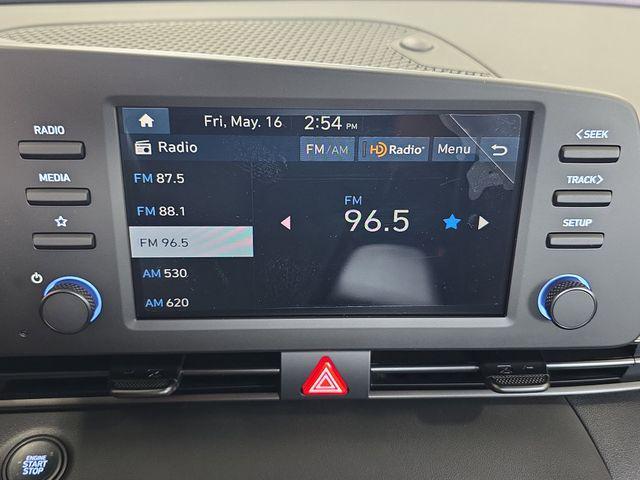 Fri, May. 16 2:54 PM
RADIO
<SEEK
Radio FM/AM HD Radio Menu
MEDIA
FM 87.5
TRACK>
FM 88.1
FM
96.5
SETUP
FM 96.5
AM 530
AM 620
ENGINE
START
STOP